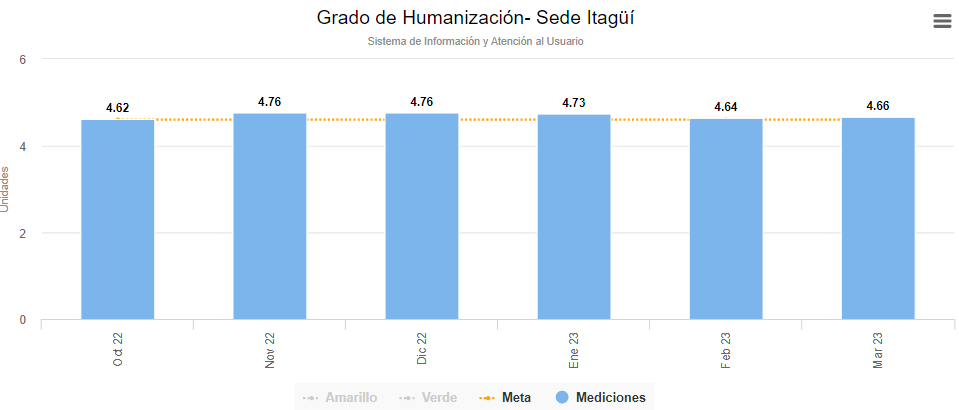 Grado de Humanización- Sede Itagüí
Sistema de Información y Atención al Usuario
Unidades
6
4
2
0
4.62
4.76
4.76
4.73
4.64
4.66
Oct 22
Nov 22
Dic 22
Ene 23
Feb 23
Mar 23
Amarillo
Verde
Meta
Mediciones